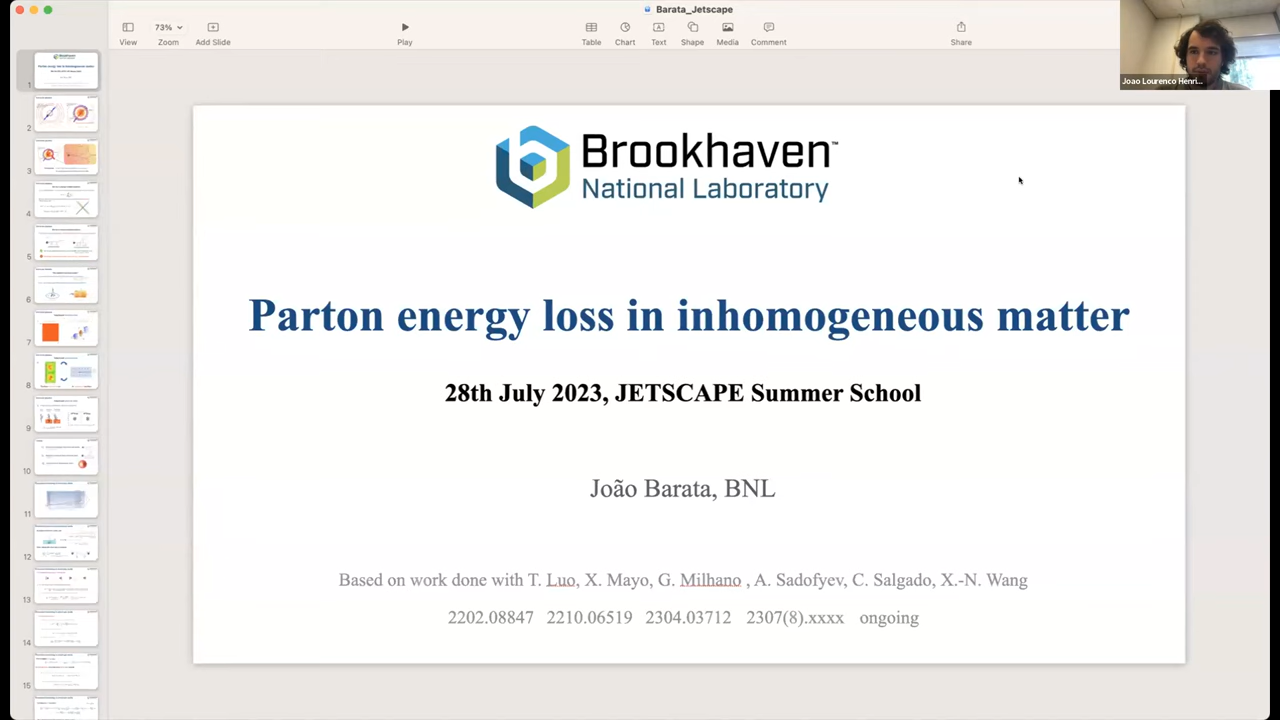 Barata_Jetscape
View
73%
Zoom
Add Slide
Play
Table
Chart
Text
Shape
Media
Comment
Share
Joao Lourenco Henri...
Brookhaven™
National Laboratory
Parton energy loss in inhomogeneous matter
28th July 2023, JETSCAPE Summer School
João Barata, BNL
Based on work done with T. Luo, X. Mayo, G. Milhano , A. Sadofyev, C. Salgado, X.-N. Wang
2202.08847 2210.06519 2304.03712 2307(8).xxxx ongoing
1
2
3
4
5
6
7
8
9
10
11
12
13
14
15